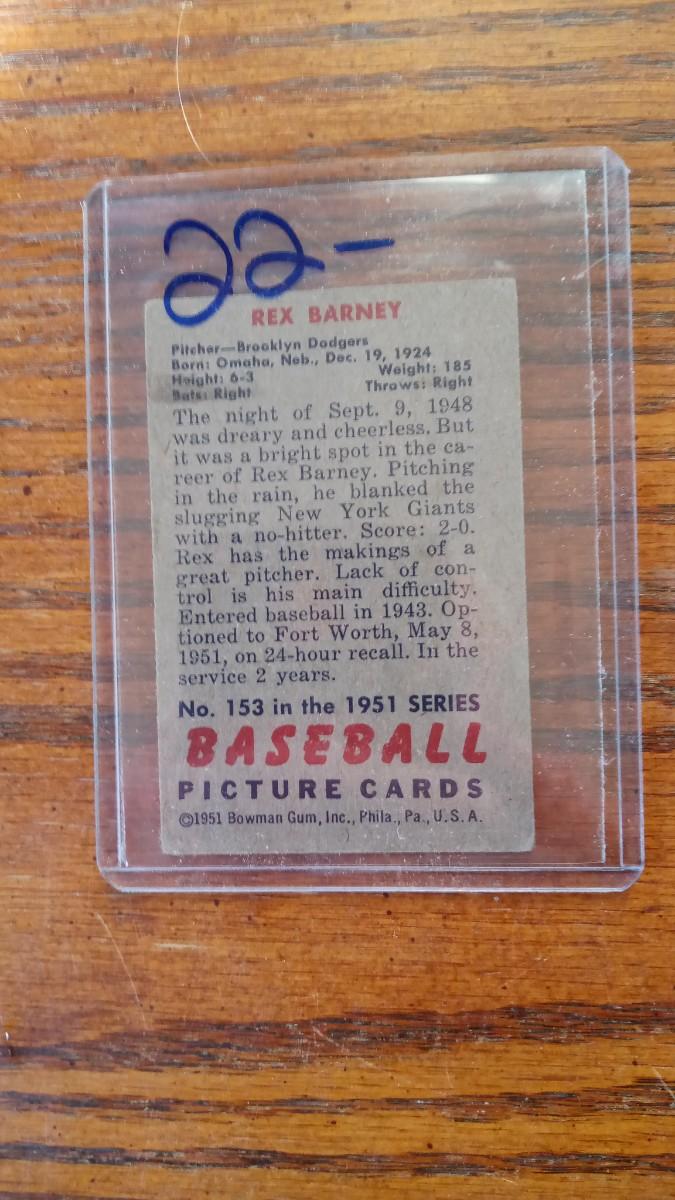 22-
REX BARNEY
Pitcher—Brooklyn Dodgers
Born: Omaha, Neb., Dec. 19, 1924
Height: 6-3 Weight: 185
Bats: Right Throws: Right
The night of Sept. 9, 1948
was dreary and cheerless. But
it was a bright spot in the ca-
reer of Rex Barney. Pitching
in the rain, he blanked the
slugging New York Giants
with a no-hitter. Score: 2-0.
Rex has the makings of a
great pitcher. Lack of con-
trol is his main difficulty.
Entered baseball in 1943. Op-
tioned to Fort Worth, May 8,
1951, on 24-hour recall. In the
service 2 years.
No. 153 in the 1951 SERIES
BASEBALL
PICTURE CARDS
©1951 Bowman Gum, Inc., Phila., Pa., U. S. A.